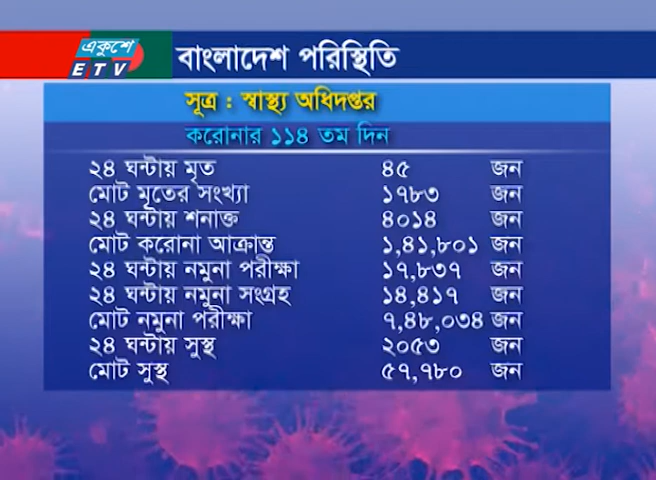 একুশে
ETV
বাংলাদেশ পরিস্থিতি
সূত্র : স্বাস্থ্য অধিদপ্তর
করোনার ১১৪ তম দিন
২৪ ঘন্টায় মৃত ৪৫ জন
মোট মৃতের সংখ্যা ১৭৮৩ জন
২৪ ঘন্টায় শনাক্ত ৪০১৪ জন
মোট করোনা আক্রান্ত ১,৪১,৮০১ জন
২৪ ঘন্টায় নমুনা পরীক্ষা ১৭,৮৩৭ জন
২৪ ঘন্টায় নমুনা সংগ্রহ ১৪,৪১৭ জন
মোট নমুনা পরীক্ষা ৭,৪৮,০৩৪ জন
২৪ ঘন্টায় সুস্থ ২০৫৩ জন
মোট সুস্থ ৫৭,৭৮০ জন